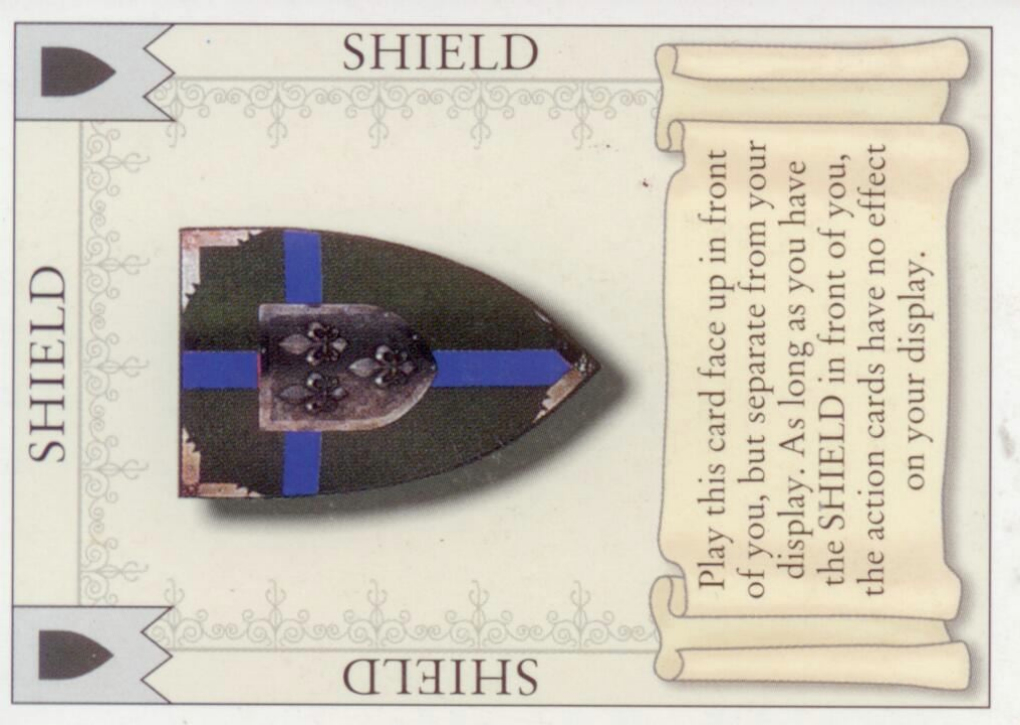 SHIELD
SHIELD
SHIELD
Play this card face up in front
of you, but separate from your
display. As long as you have
the SHIELD in front of you,
the action cards have no effect
on your display.